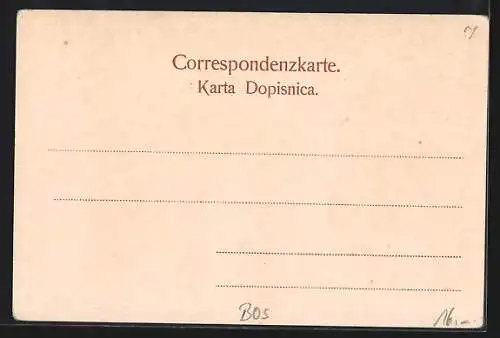 Correspondenzkarte.
Karta Dopisnica.
BOS
16,-